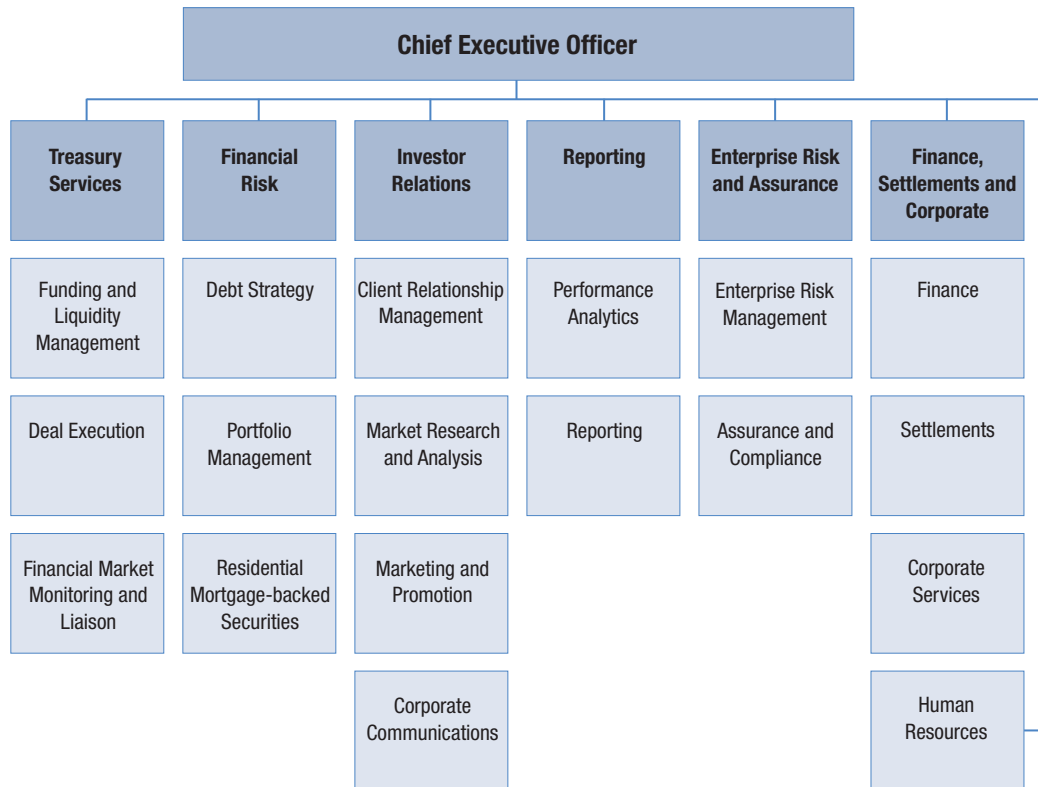 Chief Executive Officer
Treasury
Services
Financial
Risk
Investor
Relations
Reporting
Enterprise Risk
and Assurance
Finance,
Settlements and
Corporate
Funding and
Liquidity
Management
Debt Strategy
Client Relationship
Management
Performance
Analytics
Enterprise Risk
Management
Finance
Deal Execution
Portfolio
Management
Market Research
and Analysis
Reporting
Assurance and
Compliance
Settlements
Financial Market
Monitoring and
Liaison
Residential
Mortgage-backed
Securities
Marketing and
Promotion
Corporate
Services
Corporate
Communications
Human
Resources